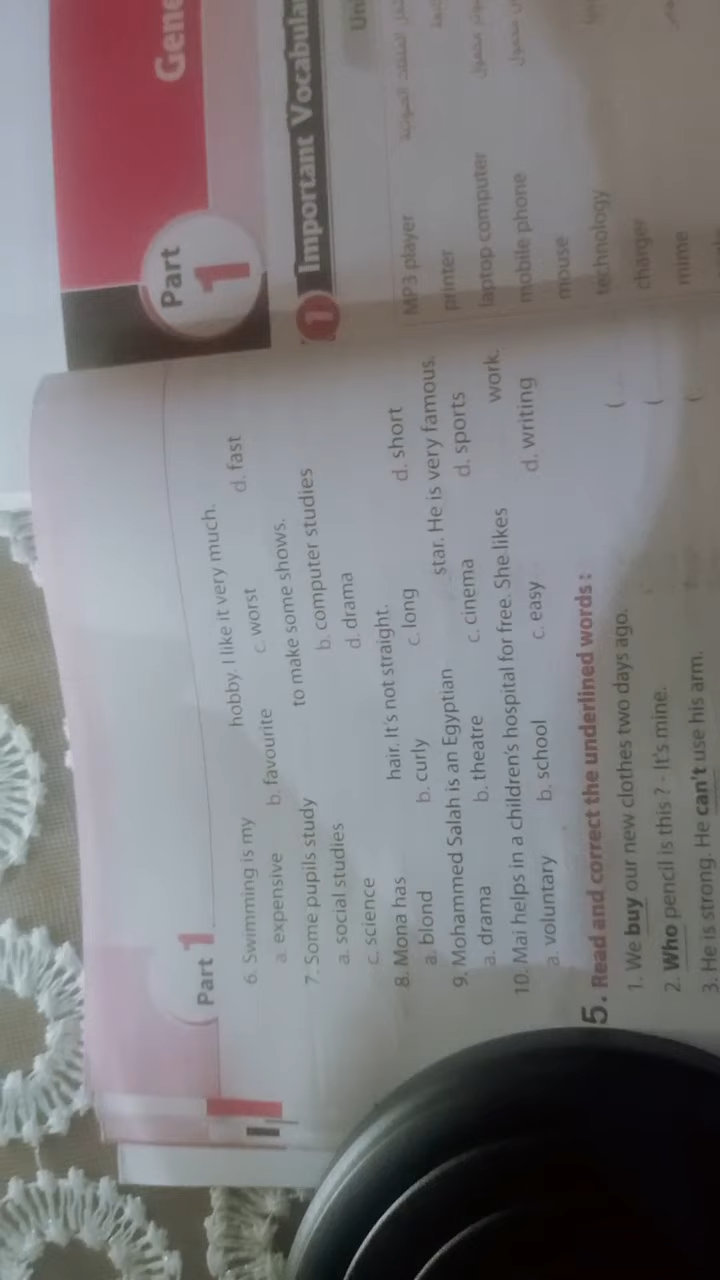 Part 1
6. Swimming is my hobby. I like it very much.
a. expensive b. favourite c. worst d. fast
7. Some pupils study to make some shows.
a. social studies b. computer studies
c. science d. drama
8. Mona has hair. It's not straight.
a. blond b. curly c. long d. short
9. Mohammed Salah is an Egyptian star. He is very famous.
a. drama b. theatre c. cinema d. sports
10. Mai helps in a children's hospital for free. She likes work.
a. voluntary b. school c. easy d. writing
5. Read and correct the underlined words :
1. We buy our new clothes two days ago. (
2. Who pencil is this ? - It's mine. (
3. He is strong. He can't use his arm. (
Part
1
Gene
1 Important Vocabular
Uni
MP3 player
printer
laptop computer
mobile phone
mouse
technology
charger
mime